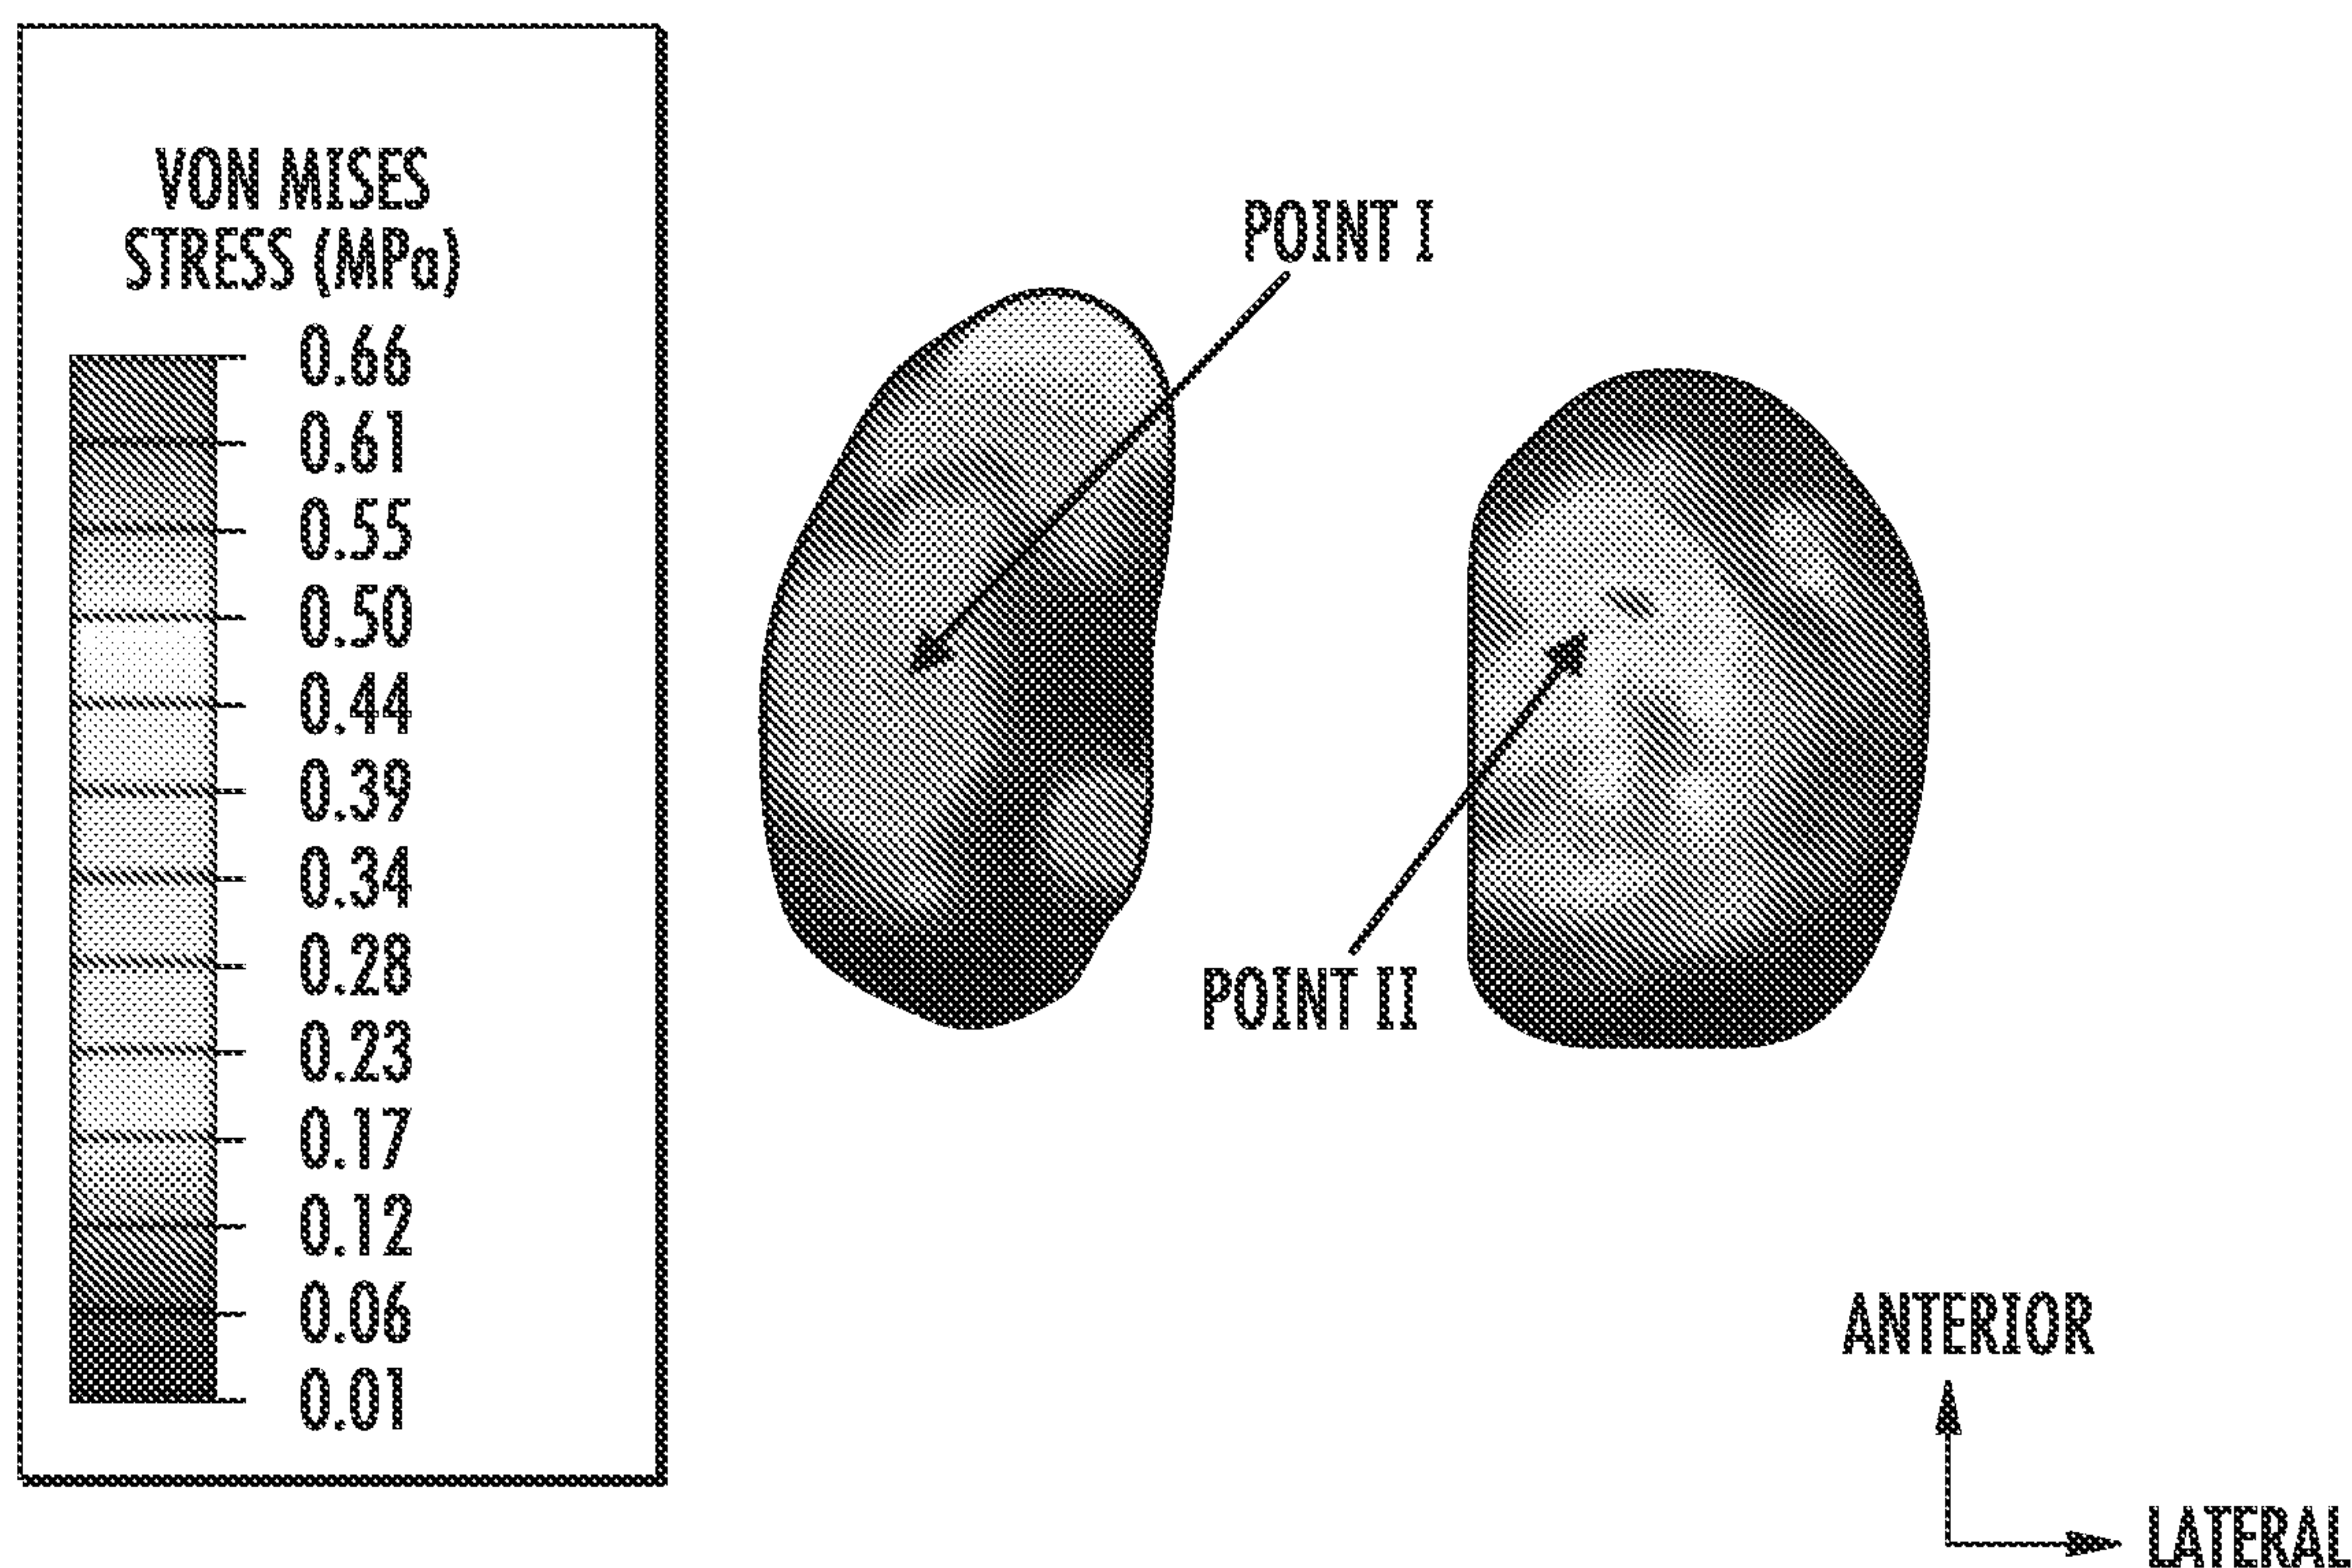 VON MISES
STRESS (MPa)
0.66
0.61
0.55
0.50
0.44
0.39
0.34
0.28
0.23
0.17
0.12
0.06
0.01
POINT I
POINT II
ANTERIOR
LATERAL